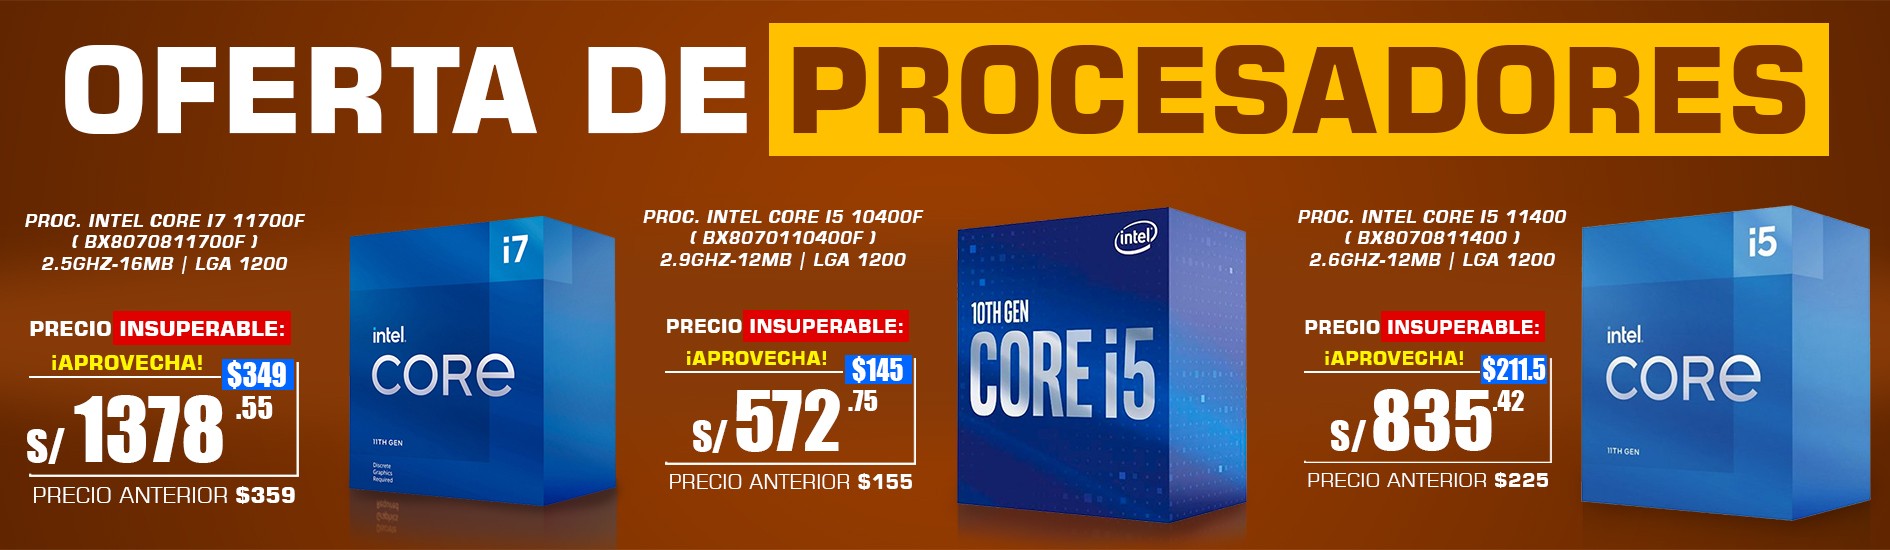 OFERTA DE PROCESADORES
PROC. INTEL CORE I7 11700F
( BX8070811700F )
2.5GHZ-16MB | LGA 1200
PRECIO INSUPERABLE:
¡APROVECHA!
$349
S/ 1378.55
PRECIO ANTERIOR $359
i7
intel.
CORe
11TH GEN
Discrete
Graphics
Required
PROC. INTEL CORE I5 10400F
( BX8070110400F )
2.9GHZ-12MB | LGA 1200
PRECIO INSUPERABLE:
¡APROVECHA!
$145
S/ 572.75
PRECIO ANTERIOR $155
intel
10TH GEN
CORE i5
PROC. INTEL CORE I5 11400
( BX8070811400 )
2.6GHZ-12MB | LGA 1200
PRECIO INSUPERABLE:
¡APROVECHA!
$211.5
S/ 835.42
PRECIO ANTERIOR $225
i5
intel.
CORe
11TH GEN